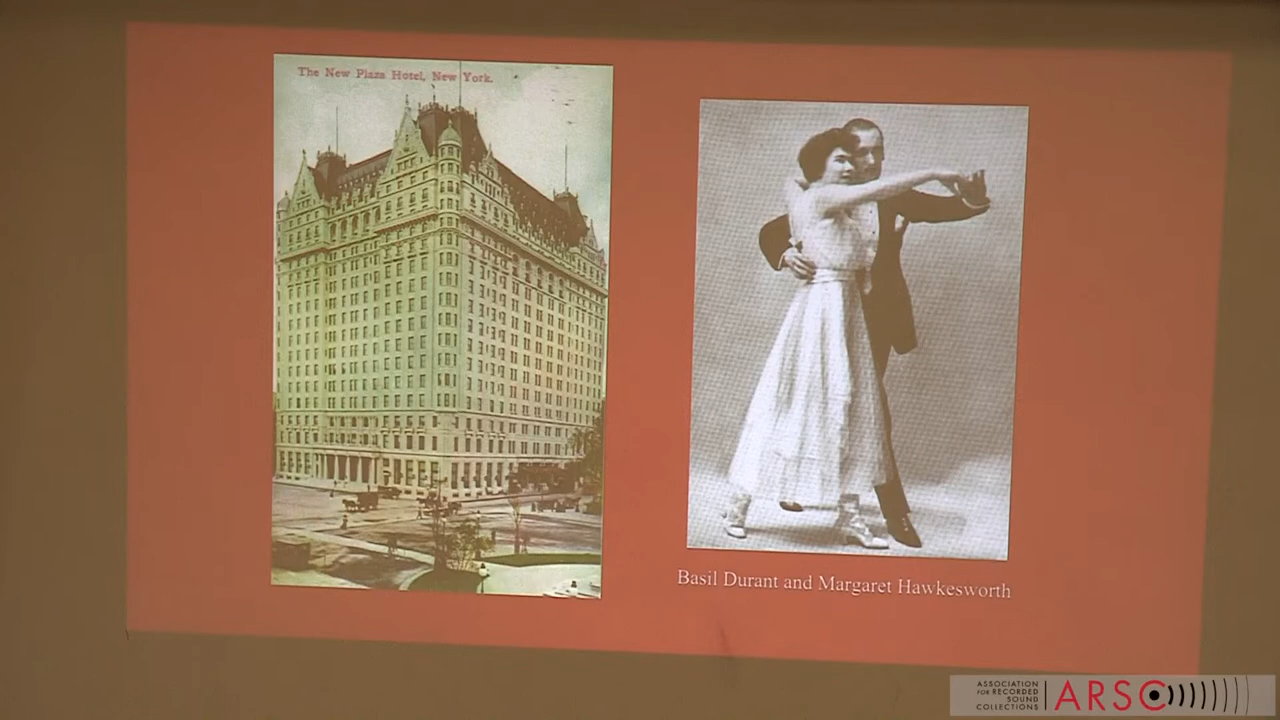 The New Plaza Hotel, New York.
Basil Durant and Margaret Hawkesworth
ASSOCIATION
FOR RECORDED
SOUND
COLLECTIONS
ARSC